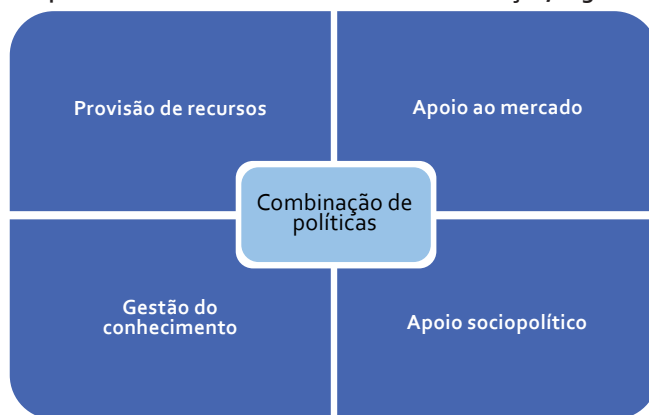 Provisão de recursos
Apoio ao mercado
Combinação de
políticas
Gestão do
conhecimento
Apoio sociopolítico